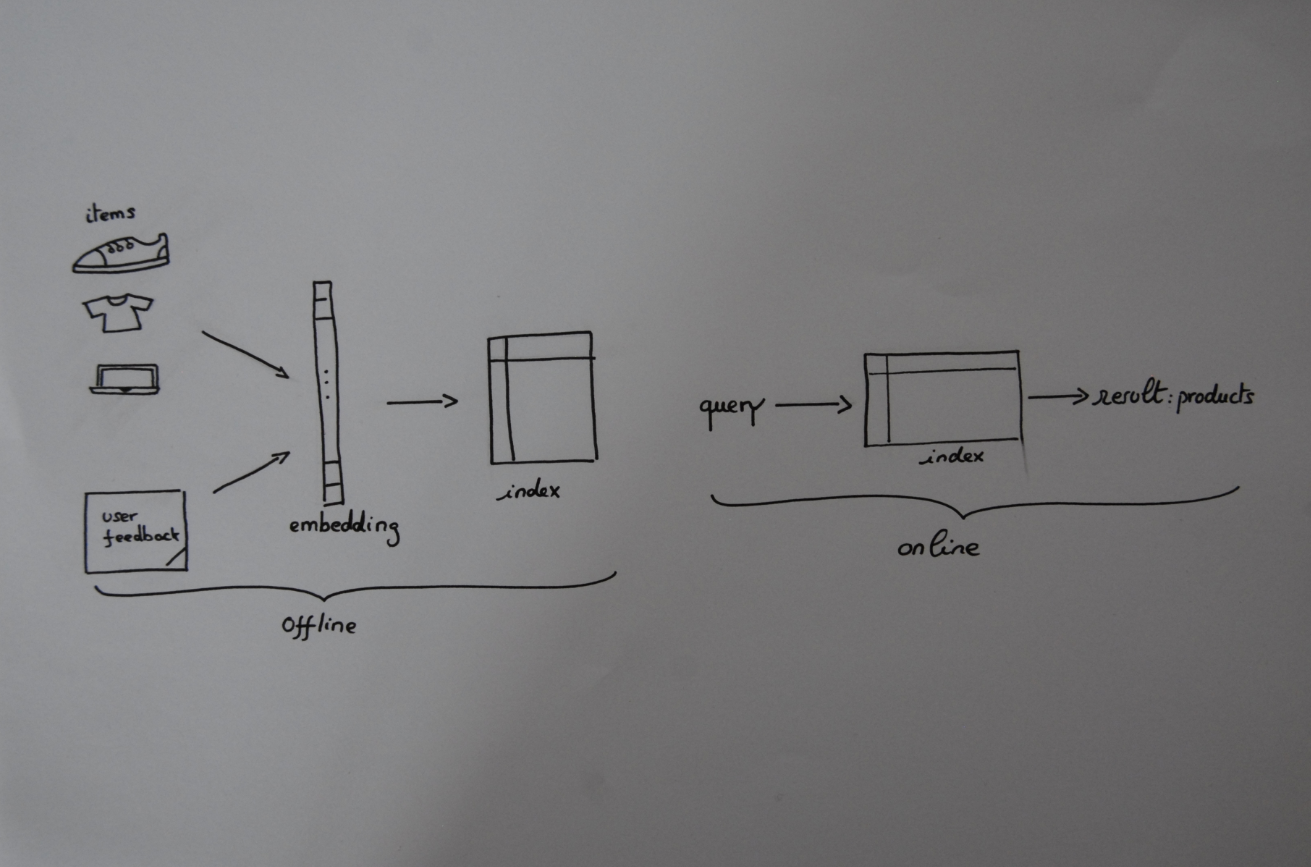 items
user
feedback
embedding
index
Offline
query
index
result: products
online